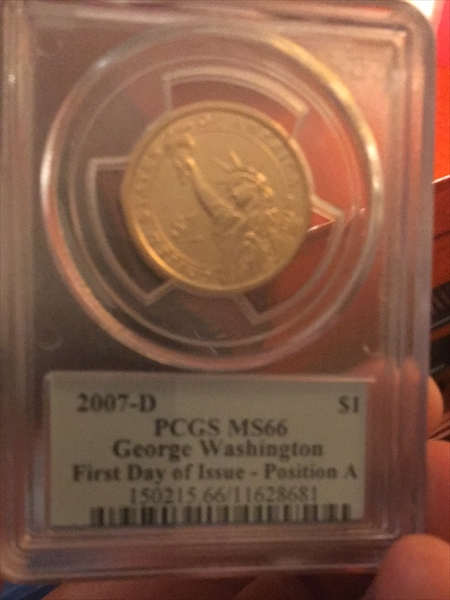 2007-D $1
PCGS MS66
George Washington
First Day of Issue - Position A
150215.66/11628681